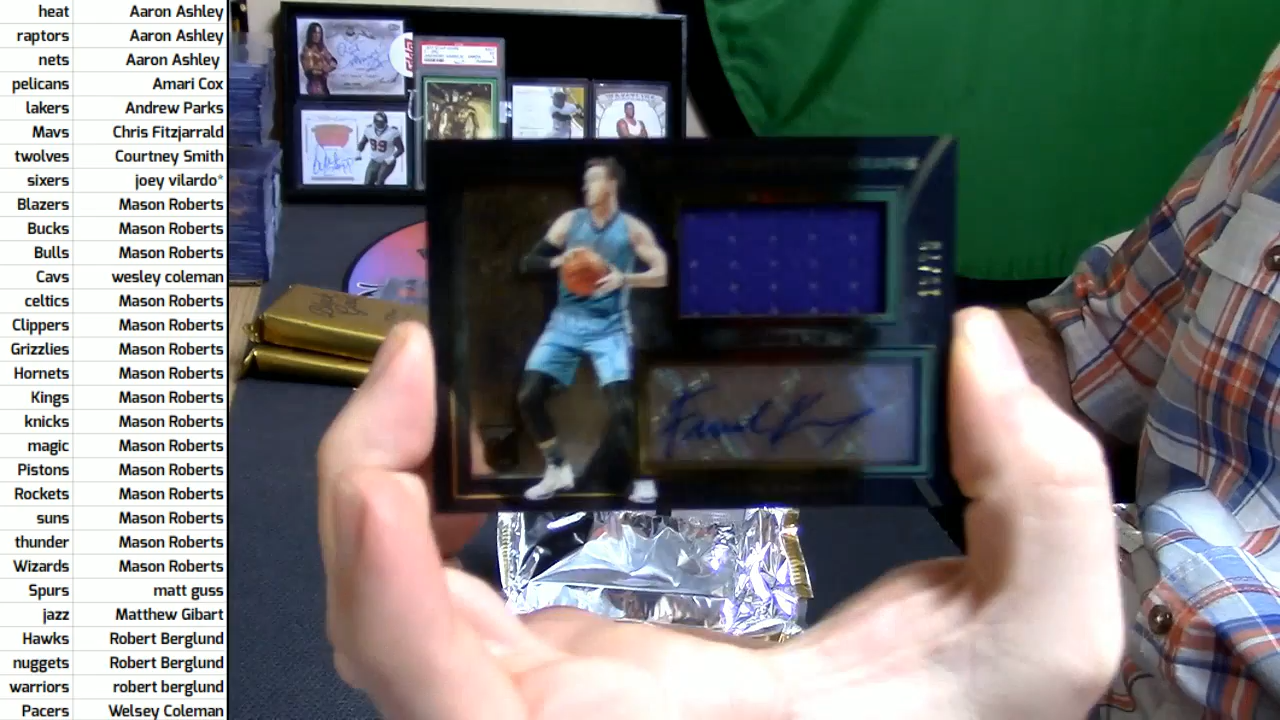 heat Aaron Ashley
raptors Aaron Ashley
nets Aaron Ashley
pelicans Amari Cox
lakers Andrew Parks
Mavs Chris Fitzjarrald
twolves Courtney Smith
sixers joey vilardo*
Blazers Mason Roberts
Bucks Mason Roberts
Bulls Mason Roberts
Cavs wesley coleman
celtics Mason Roberts
Clippers Mason Roberts
Grizzlies Mason Roberts
Hornets Mason Roberts
Kings Mason Roberts
knicks Mason Roberts
magic Mason Roberts
Pistons Mason Roberts
Rockets Mason Roberts
suns Mason Roberts
thunder Mason Roberts
Wizards Mason Roberts
Spurs matt guss
jazz Matthew Gibart
Hawks Robert Berglund
nuggets Robert Berglund
warriors robert berglund
Pacers Welsey Coleman